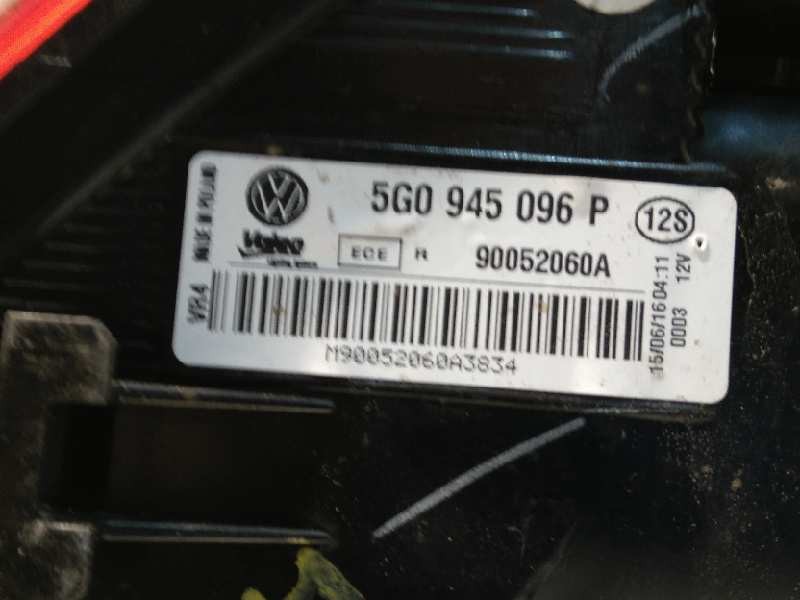 MADE IN POLAND
VW
5G0 945 096 P
12S
Valeo
ECE R
90052060A
VR4
M90052060A3834
15/06/16 04:11
0003 12V